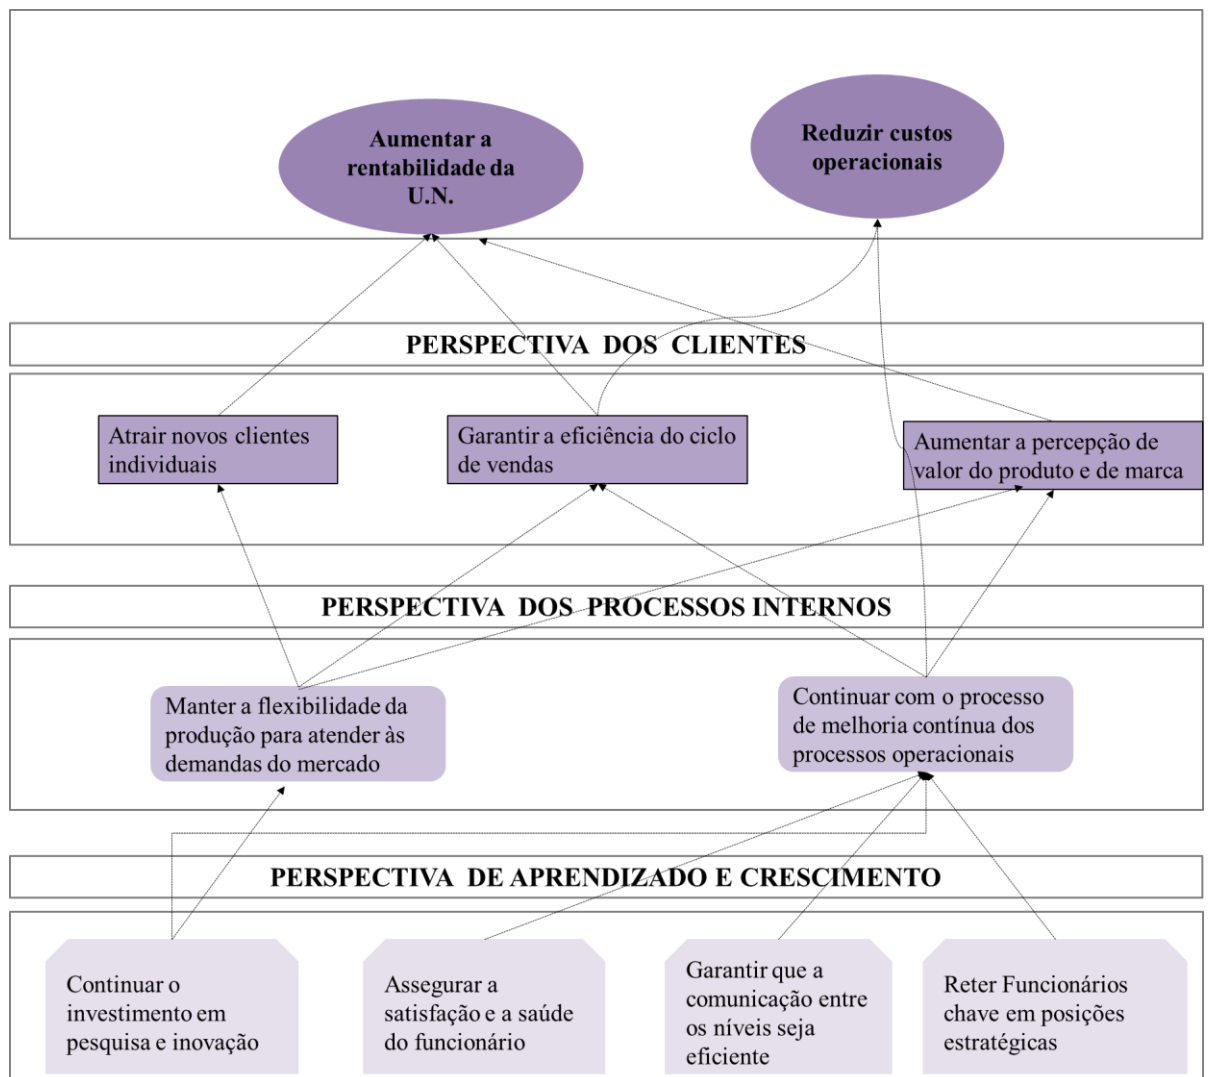 Aumentar a
rentabilidade da
U.N.
Reduzir custos
operacionais
PERSPECTIVA DOS CLIENTES
Atrair novos clientes
individuais
Garantir a eficiência do ciclo
de vendas
Aumentar a percepção de
valor do produto e de marca
PERSPECTIVA DOS PROCESSOS INTERNOS
Manter a flexibilidade da
produção para atender às
demandas do mercado
Continuar com o processo
de melhoria contínua dos
processos operacionais
PERSPECTIVA DE APRENDIZADO E CRESCIMENTO
Continuar o
investimento em
pesquisa e inovação
Assegurar a
satisfação e a saúde
do funcionário
Garantir que a
comunicação entre
os níveis seja
eficiente
Reter Funcionários
chave em posições
estratégicas